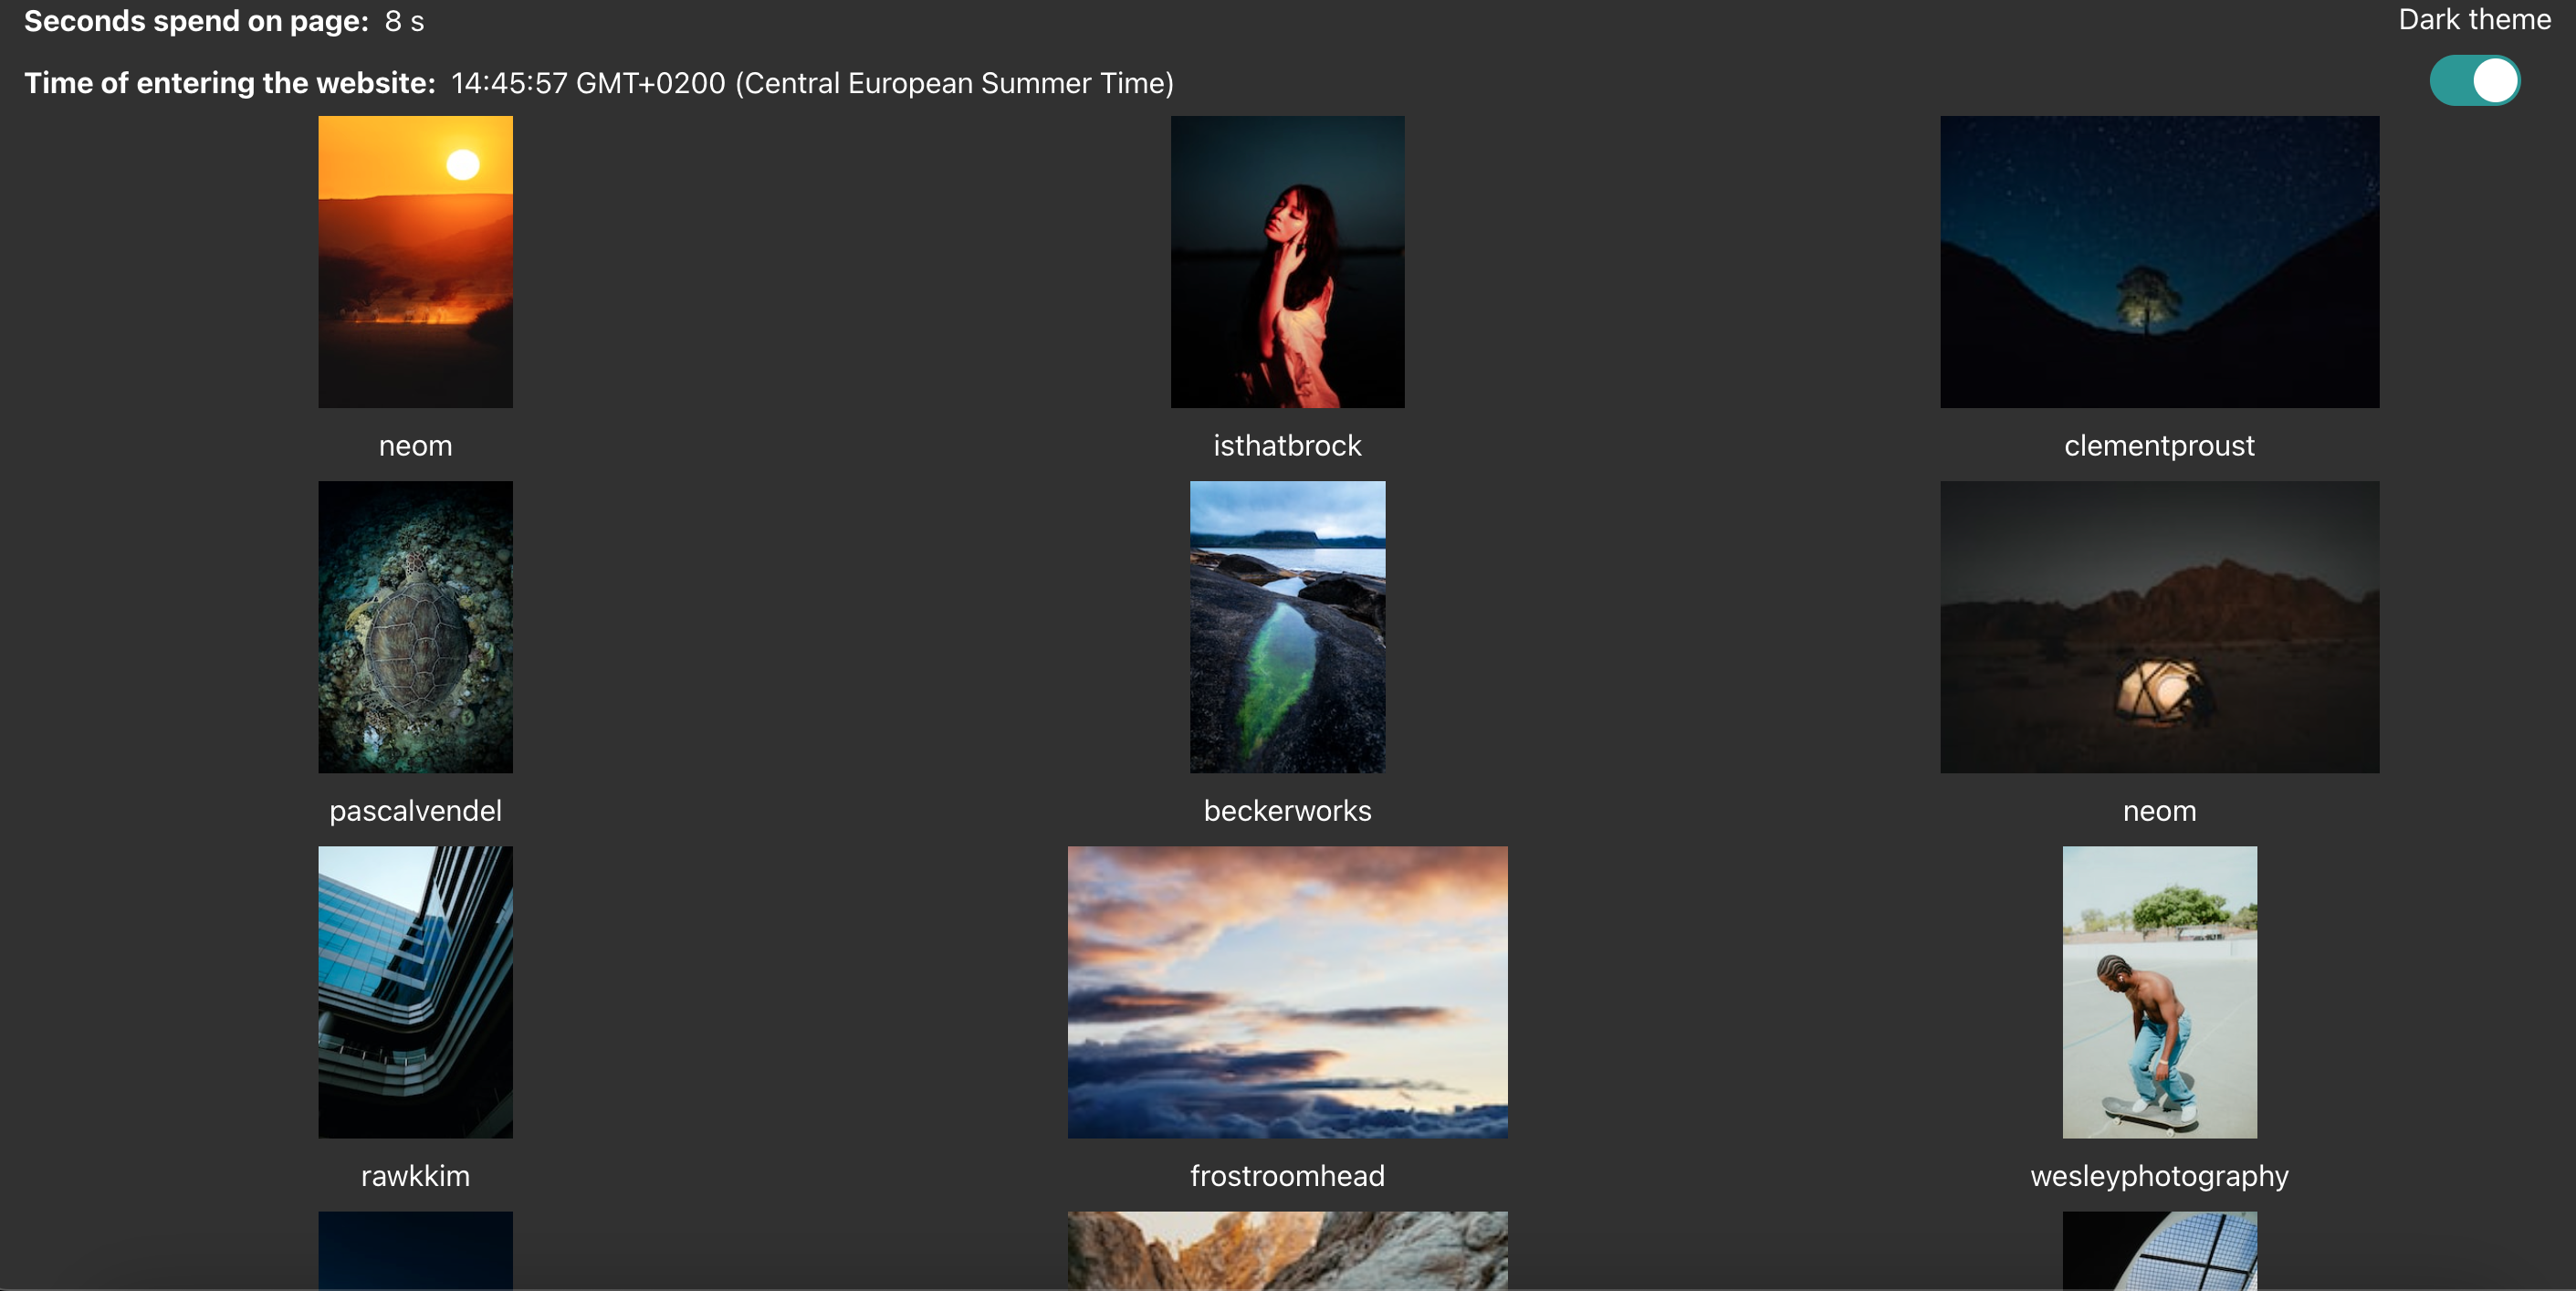 Seconds spend on page: 8 s
Dark theme
Time of entering the website: 14:45:57 GMT+0200 (Central European Summer Time)
neom
isthatbrock
clementproust
pascalvendel
beckerworks
neom
rawkkim
frostroomhead
wesleyphotography